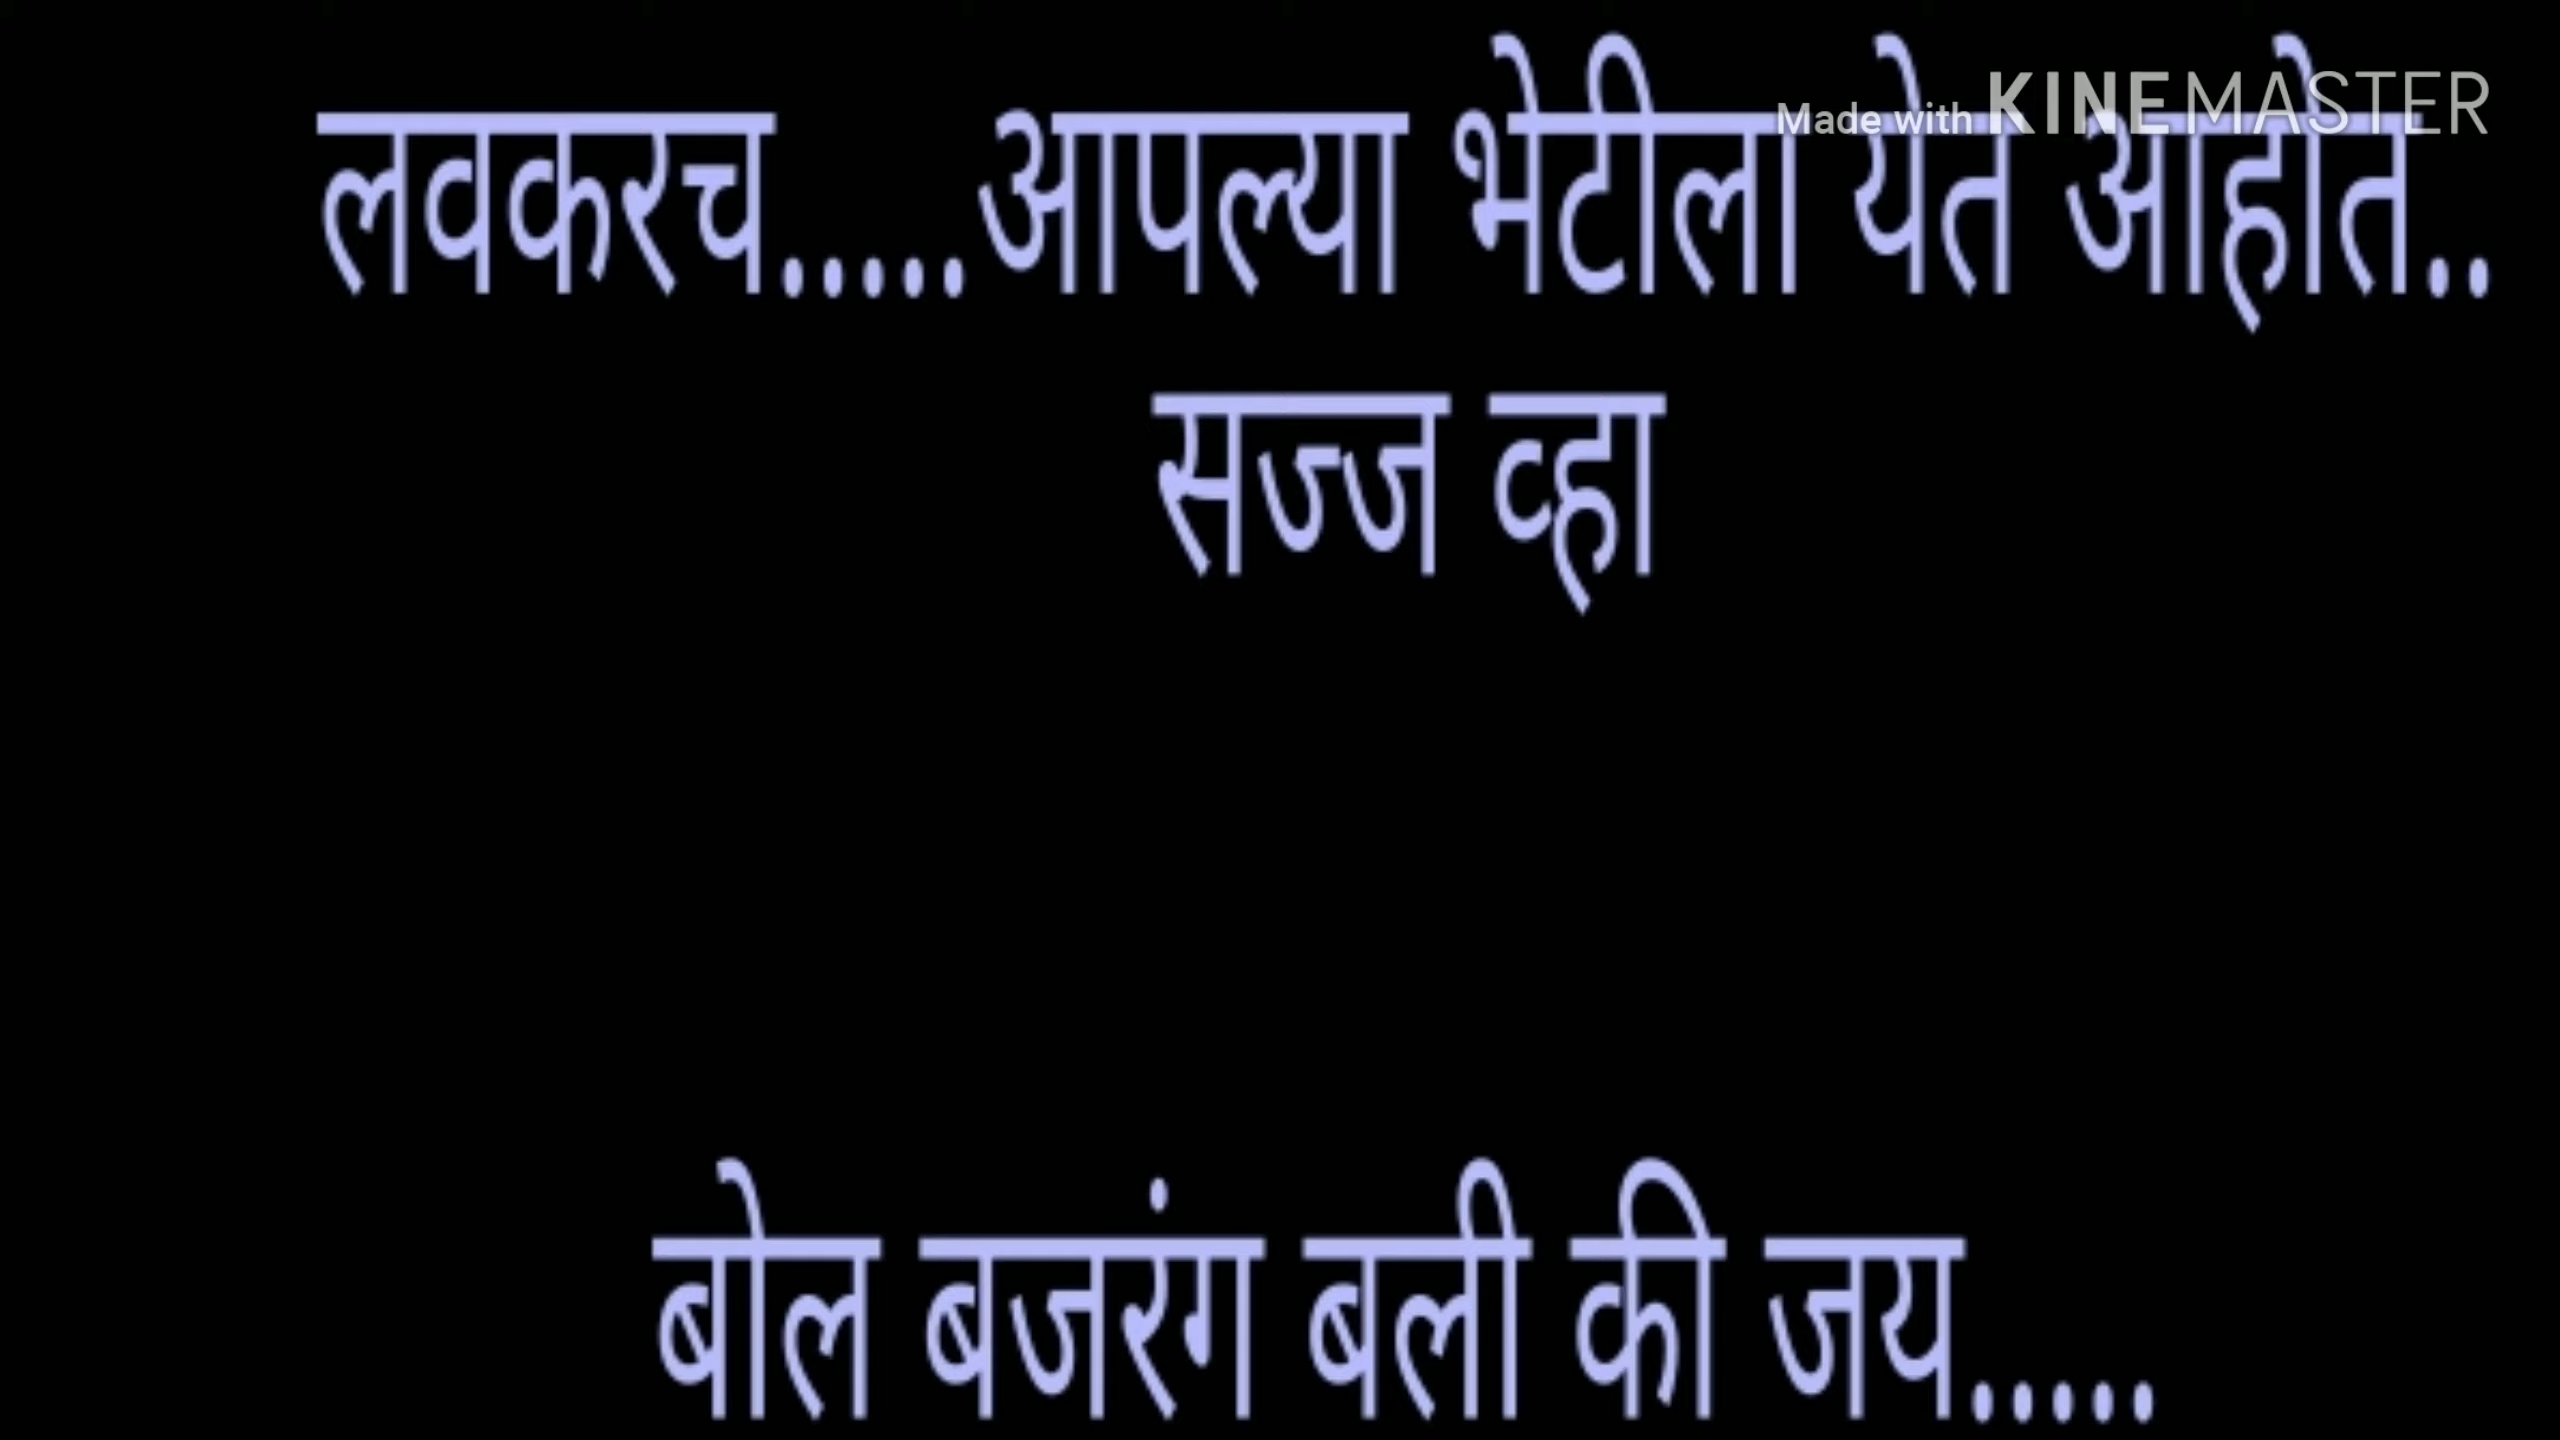 Made with KINEMASTER
लवकरच.....आपल्या भेटीला येत आहोत..
सज्ज व्हा
बोल बजरंग बली की जय.....